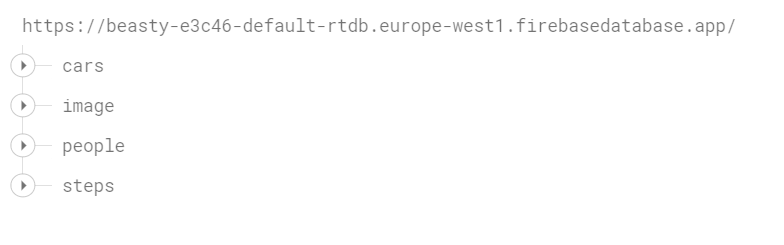 https://beasty-e3c46-default-rtdb.europe-west1.firebasedatabase.app/
cars
image
people
steps